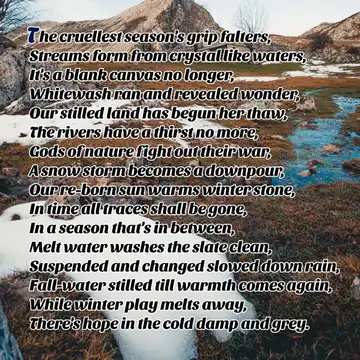 The cruellest season's grip falters,
Streams form from crystal like waters,
It's a blank canvas no longer,
Whitewash ran and revealed wonder,
Our stilled land has begun her thaw,
The rivers have a thirst no more,
Gods of nature fight out their war,
A snow storm becomes a downpour,
Our re-born sun warms winter stone,
In time all traces shall be gone,
In a season that's in between,
Melt water washes the slate clean,
Suspended and changed slowed down rain,
Fall-water stilled till warmth comes again,
While winter play melts away,
There's hope in the cold damp and grey.